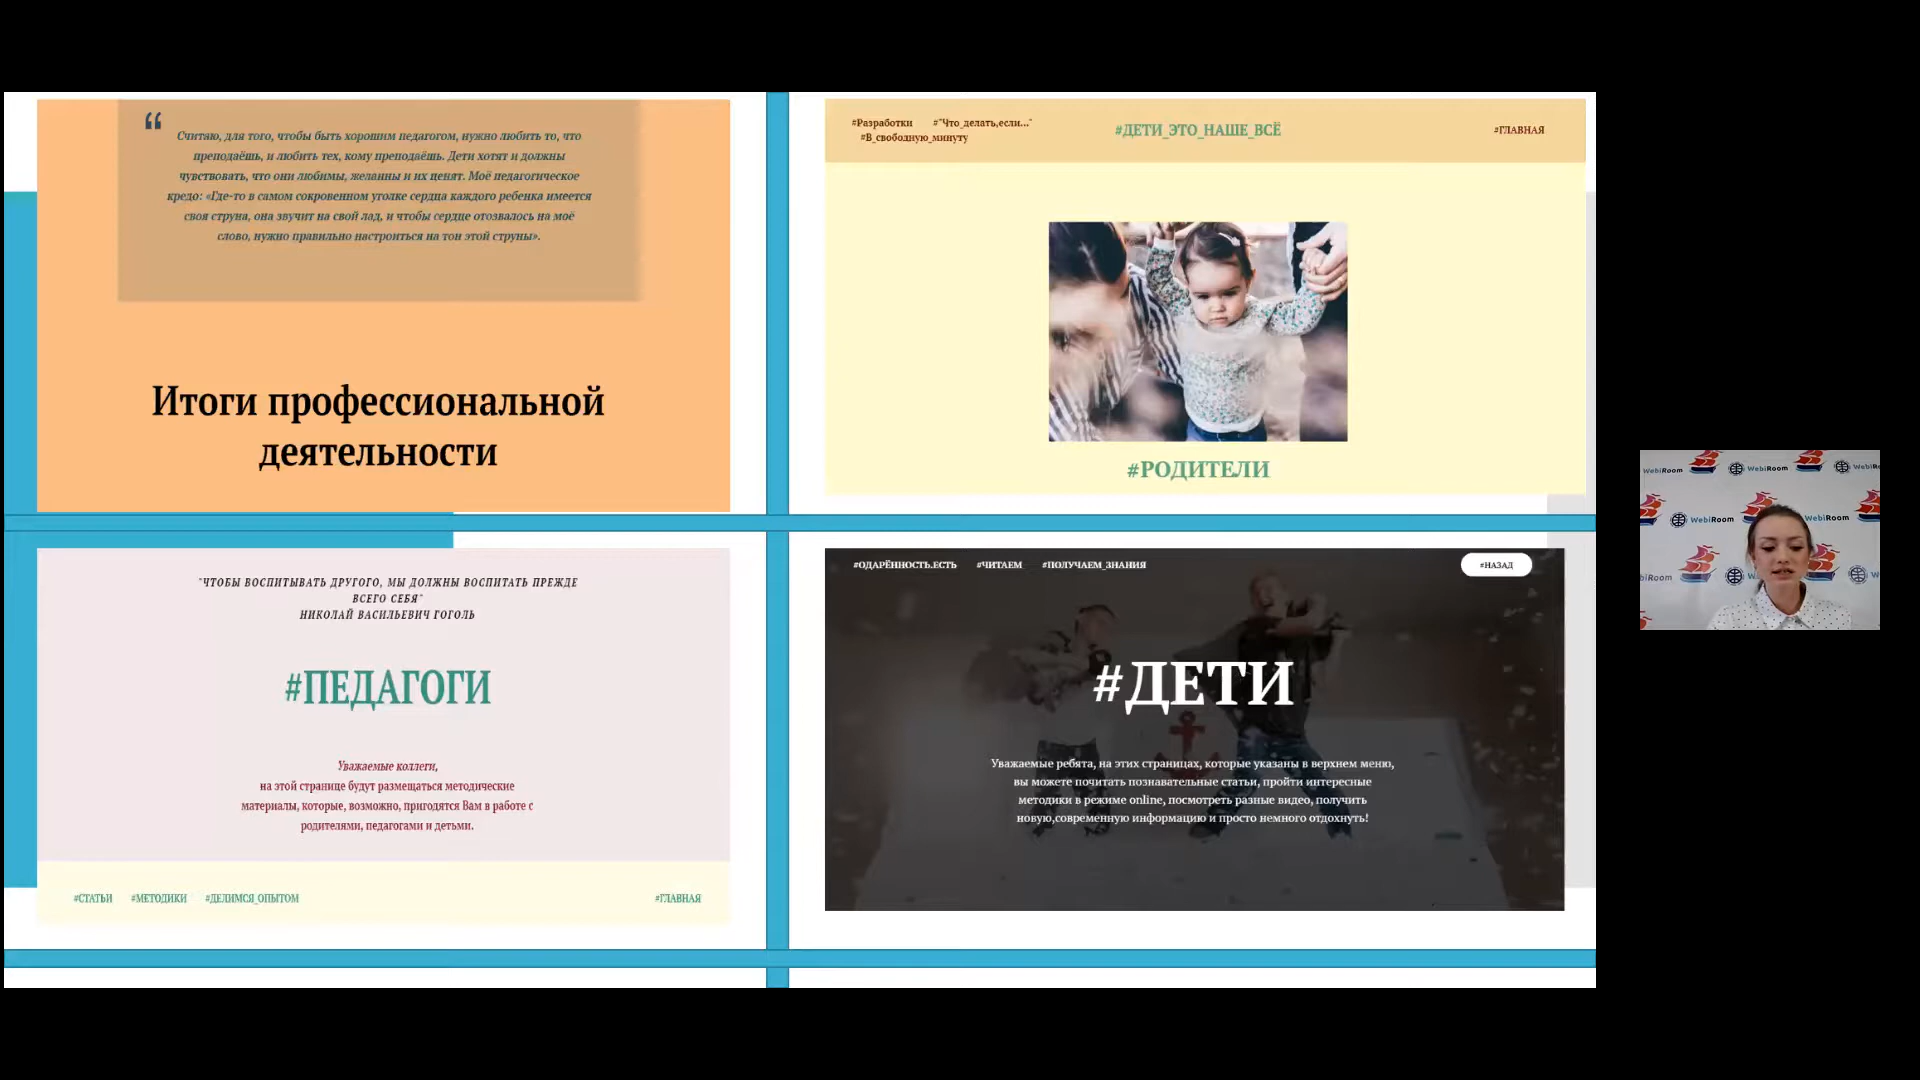 “
Считаю, для того, чтобы быть хорошим педагогом, нужно любить то, что
преподаёшь, и любить тех, кому преподаёшь. Дети хотят и должны
чувствовать, что они любимы, желанны и их ценят. Моё педагогическое
кредо: «Где-то в самом сокровенном уголке сердца каждого ребенка имеется
своя струна, она звучит на свой лад, и чтобы сердце отозвалось на моё
слово, нужно правильно настроиться на тон этой струны».
Итоги профессиональной
деятельности
#Разработки #"Что_делать,если..."
#В_свободную_минуту
#ДЕТИ_ЭТО_НАШЕ_ВСЁ
#ГЛАВНАЯ
#РОДИТЕЛИ
"ЧТОБЫ ВОСПИТЫВАТЬ ДРУГОГО, МЫ ДОЛЖНЫ ВОСПИТАТЬ ПРЕЖДЕ
ВСЕГО СЕБЯ"
НИКОЛАЙ ВАСИЛЬЕВИЧ ГОГОЛЬ
#ПЕДАГОГИ
Уважаемые коллеги,
на этой странице будут размещаться методические
материалы, которые, возможно, пригодятся Вам в работе с
родителями, педагогами и детьми.
#СТАТЬИ #МЕТОДИКИ #ДЕЛИМСЯ_ОПЫТОМ #ГЛАВНАЯ
#ОДАРЁННОСТЬ.ЕСТЬ #ЧИТАЕМ #ПОЛУЧАЕМ_ЗНАНИЯ #НАЗАД
#ДЕТИ
Уважаемые ребята, на этих страницах, которые указаны в верхнем меню,
вы можете почитать познавательные статьи, пройти интересные
методики в режиме online, посмотреть разные видео, получить
новую,современную информацию и просто немного отдохнуть!
WebiRoom WebiRoom
WebiRoom WebiRoom